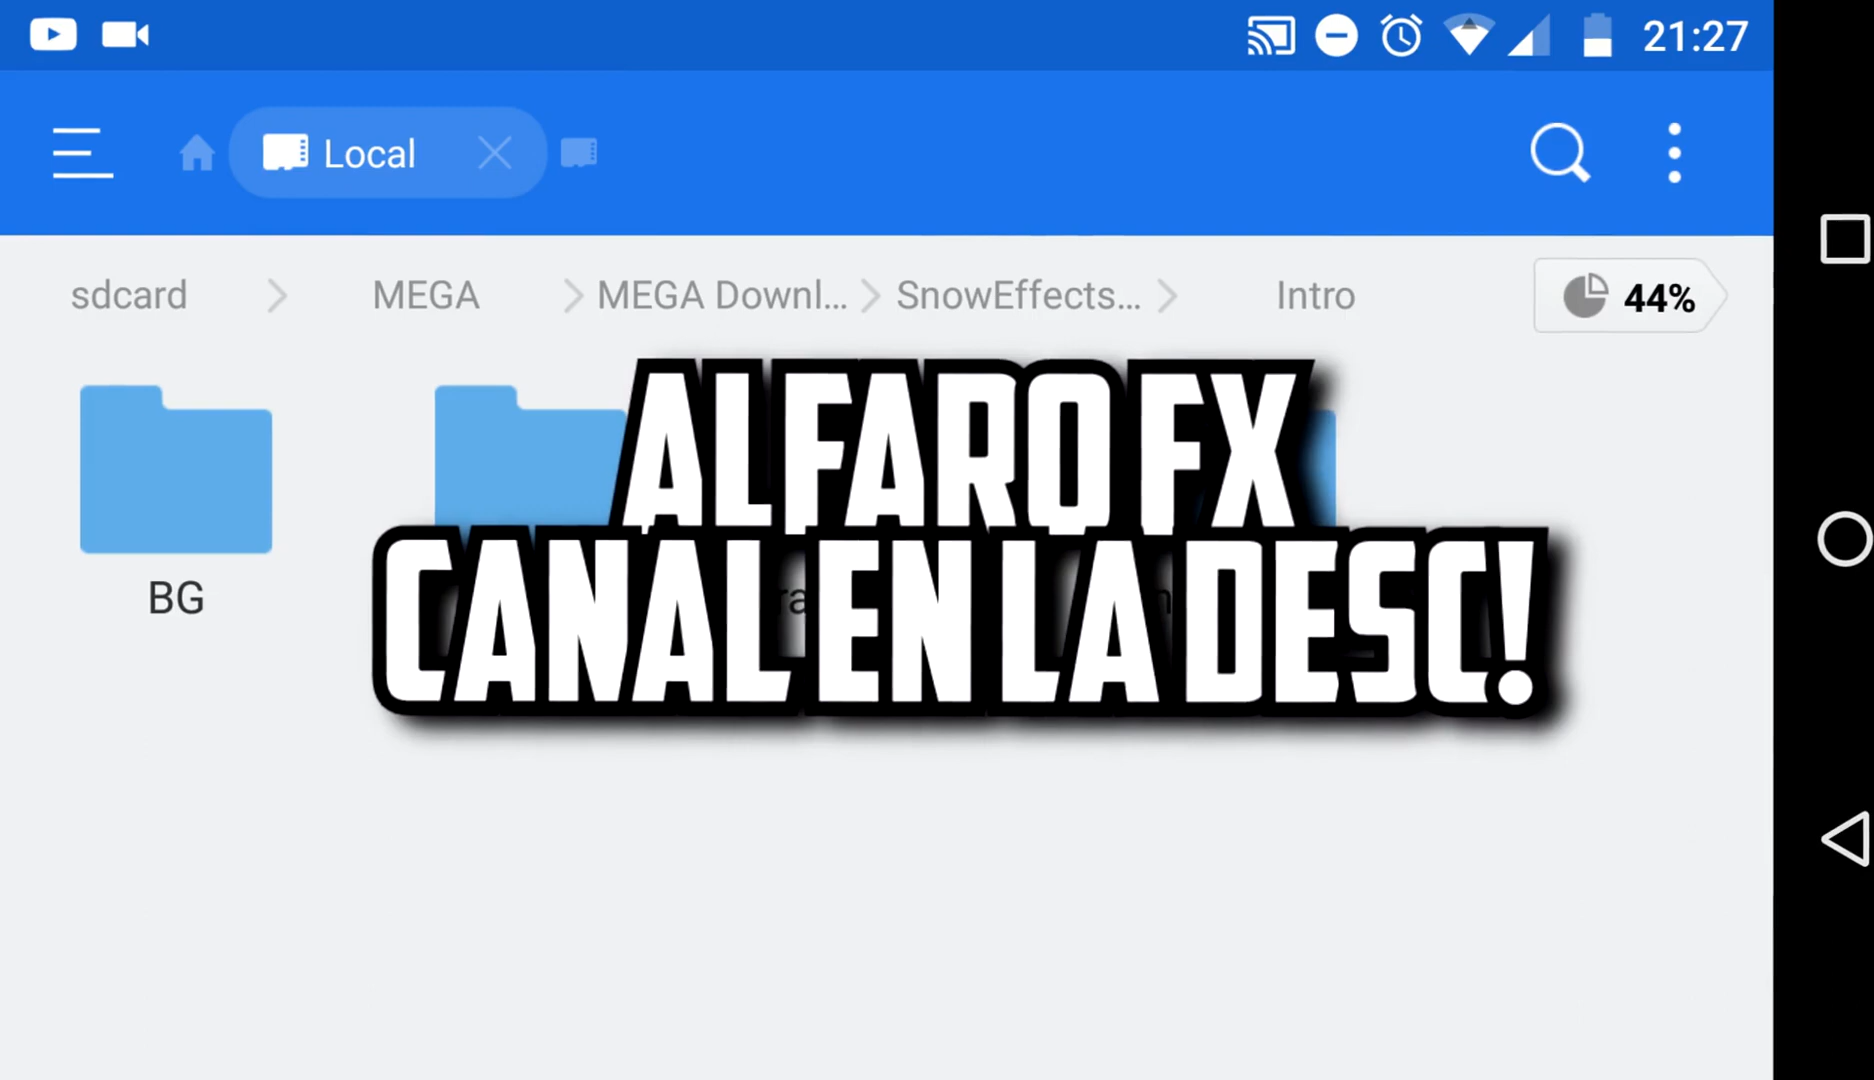 21:27
Local
sdcard MEGA MEGA Downl... SnowEffects... Intro 44%
ALFARO FX
CANAL EN LA DESC!
BG